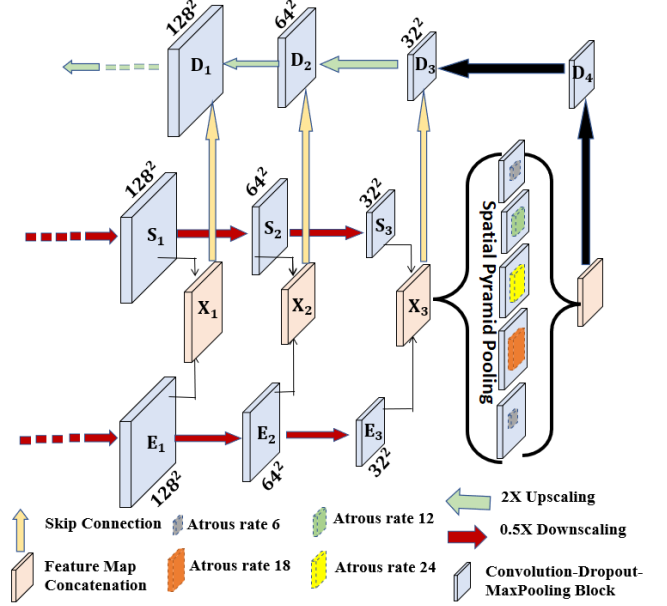 128²
64²
32²
D₁
D₂
D₃
D₄
128²
64²
32²
S₁
S₂
S₃
X₁
X₂
X₃
Spatial Pyramid Pooling
E₁
E₂
E₃
128²
64²
32²
Skip Connection
Atrous rate 6
Atrous rate 12
2X Upscaling
0.5X Downscaling
Feature Map
Concatenation
Atrous rate 18
Atrous rate 24
Convolution-Dropout-
MaxPooling Block